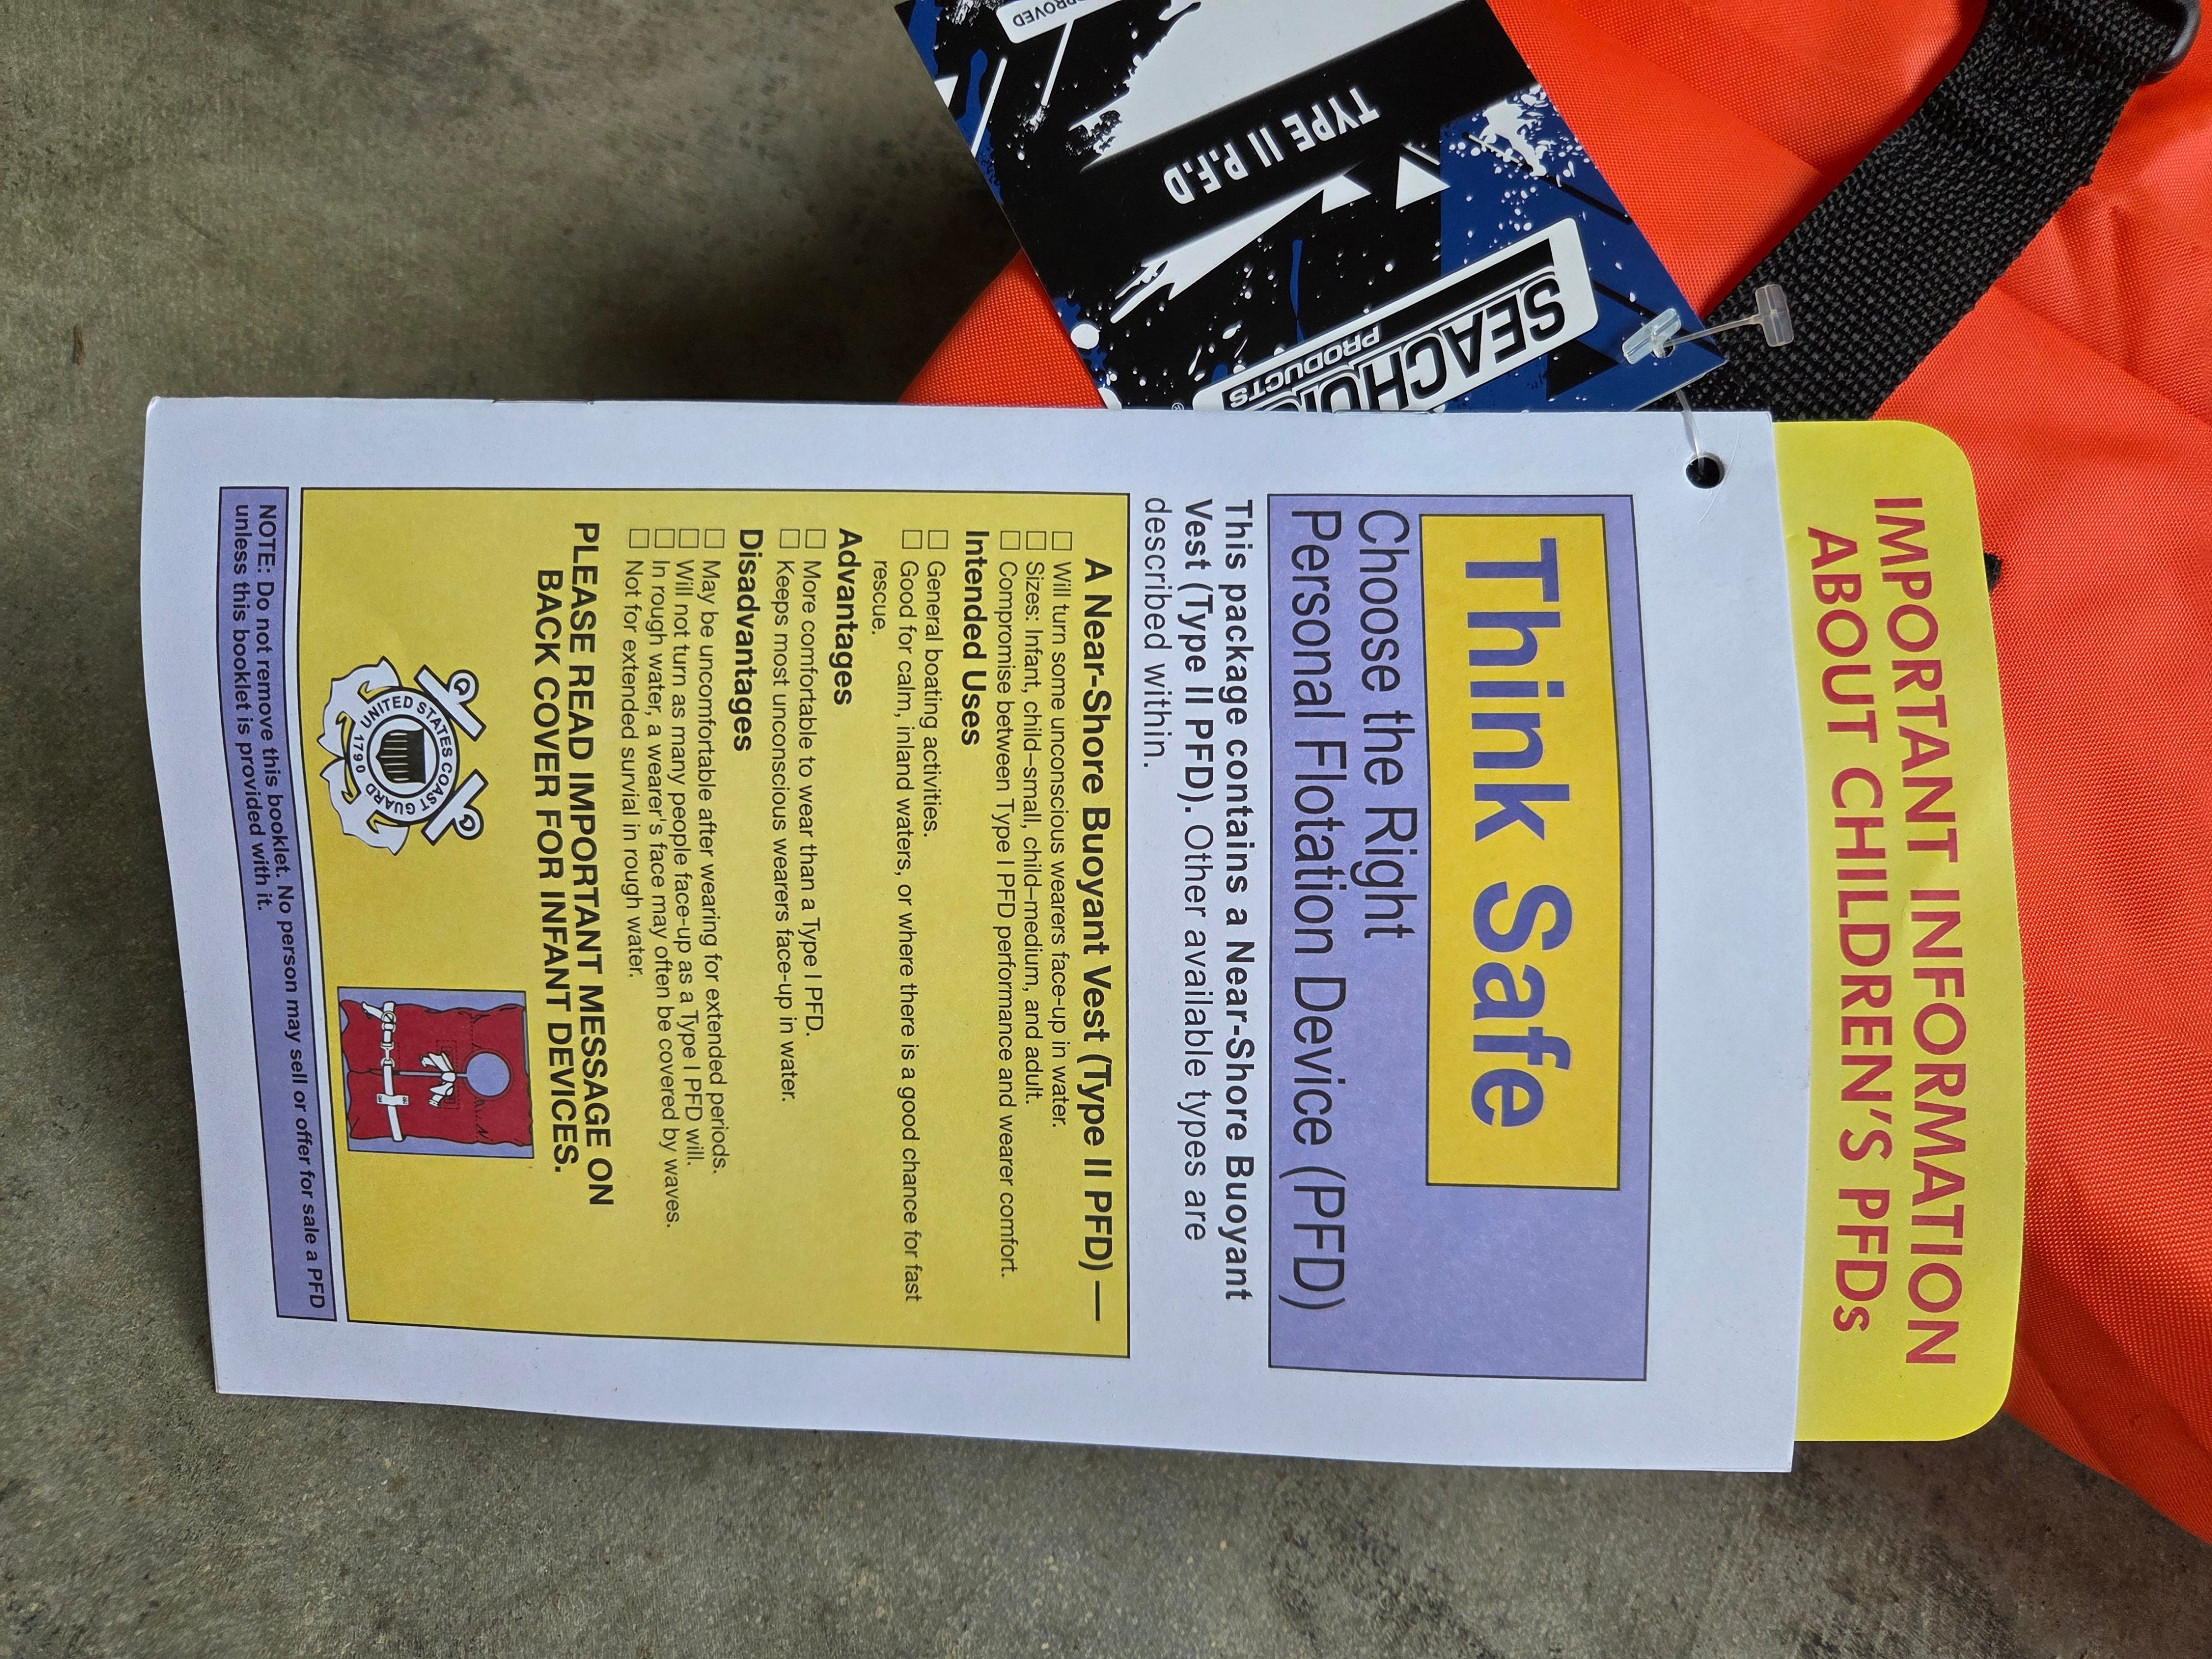 IMPORTANT INFORMATION
ABOUT CHILDREN'S PFDs
Think Safe
Choose the Right
Personal Flotation Device (PFD)
This package contains a Near-Shore Buoyant
Vest (Type II PFD). Other available types are
described within.
A Near-Shore Buoyant Vest (Type II PFD) —
☐ Will turn some unconscious wearers face-up in water.
☐ Sizes: Infant, child–small, child–medium, and adult.
☐ Compromise between Type I PFD performance and wearer comfort.
Intended Uses
☐ General boating activities.
☐ Good for calm, inland waters, or where there is a good chance for fast
rescue.
Advantages
☐ More comfortable to wear than a Type I PFD.
☐ Keeps most unconscious wearers face-up in water.
Disadvantages
☐ May be uncomfortable after wearing for extended periods.
☐ Will not turn as many people face-up as a Type I PFD will.
☐ In rough water, a wearer's face may often be covered by waves.
☐ Not for extended survial in rough water.
PLEASE READ IMPORTANT MESSAGE ON
BACK COVER FOR INFANT DEVICES.
UNITED STATES COAST GUARD
1790
NOTE: Do not remove this booklet. No person may sell or offer for sale a PFD
unless this booklet is provided with it.
SEACHOI
PRODUCTS
TYPE II P.F.D
PROVED